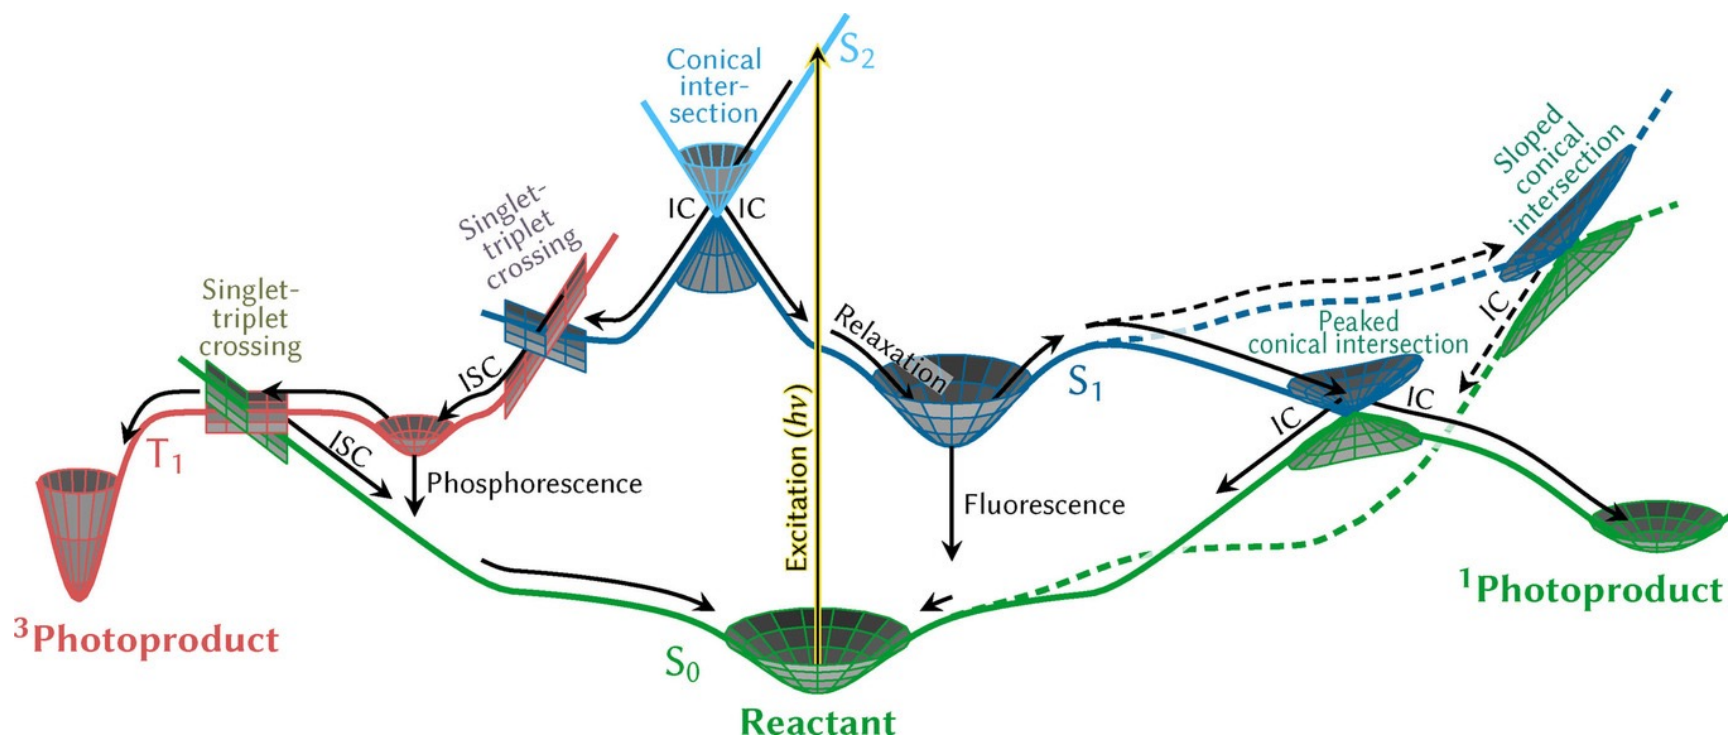 Conical
inter-
section
S₂
IC IC
Singlet-
triplet
crossing
Singlet-
triplet
crossing
ISC
T₁
ISC
Phosphorescence
³Photoproduct
Excitation (hν)
Relaxation
S₁
Fluorescence
Sloped
conical
intersection
IC
Peaked
conical intersection
IC
IC
¹Photoproduct
S₀
Reactant